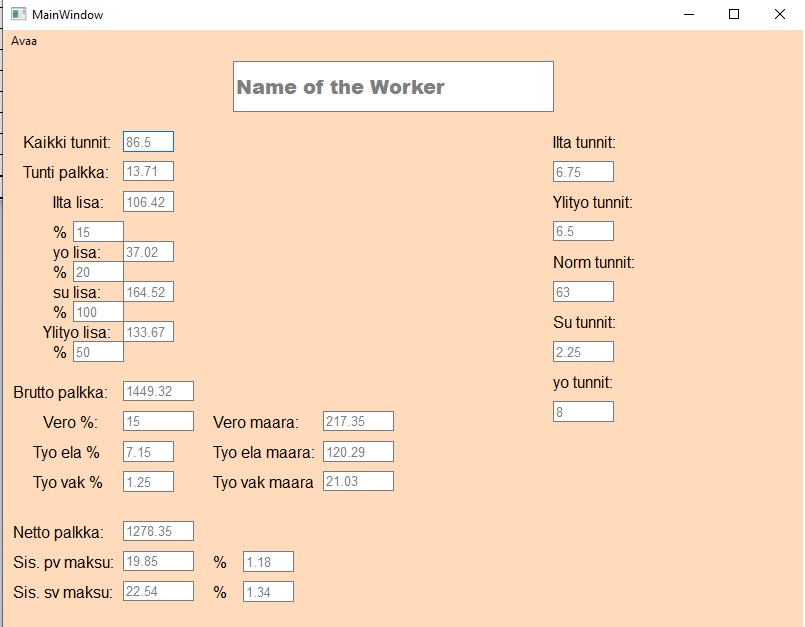 MainWindow
Avaa
Name of the Worker
Kaikki tunnit: 86.5
Tunti palkka: 13.71
Ilta lisa: 106.42
% 15
yo lisa: 37.02
% 20
su lisa: 164.52
% 100
Ylityo lisa: 133.67
% 50
Brutto palkka: 1449.32
Vero %: 15 Vero maara: 217.35
Tyo ela % 7.15 Tyo ela maara: 120.29
Tyo vak % 1.25 Tyo vak maara 21.03
Netto palkka: 1278.35
Sis. pv maksu: 19.85 % 1.18
Sis. sv maksu: 22.54 % 1.34
Ilta tunnit:
6.75
Ylityo tunnit:
6.5
Norm tunnit:
63
Su tunnit:
2.25
yo tunnit:
8